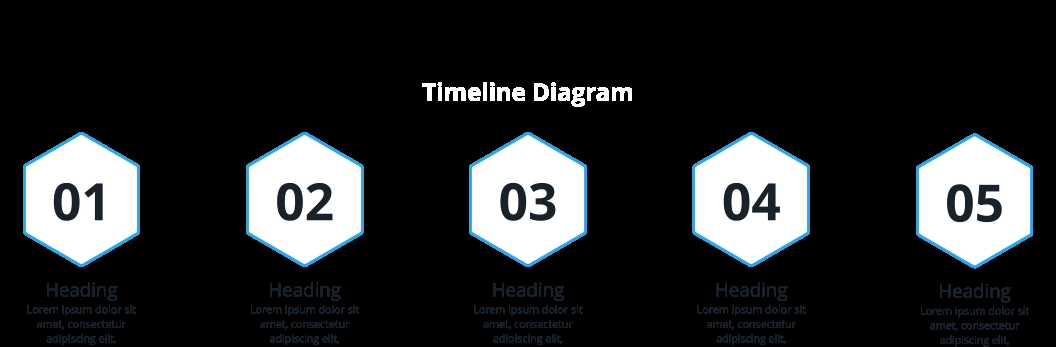 Timeline Diagram
01 02 03 04 05
Heading Heading Heading Heading Heading
Lorem ipsum dolor sit Lorem ipsum dolor sit Lorem ipsum dolor sit Lorem ipsum dolor sit Lorem ipsum dolor sit
amet, consectetur amet, consectetur amet, consectetur amet, consectetur amet, consectetur
adipiscing elit, adipiscing elit, adipiscing elit, adipiscing elit, adipiscing elit,